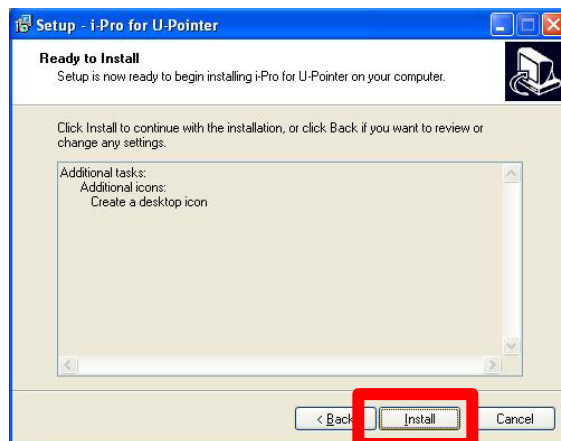 Setup - i-Pro for U-Pointer
Ready to Install
Setup is now ready to begin installing i-Pro for U-Pointer on your computer.
Click Install to continue with the installation, or click Back if you want to review or
change any settings.
Additional tasks:
Additional icons:
Create a desktop icon
< Back Install Cancel